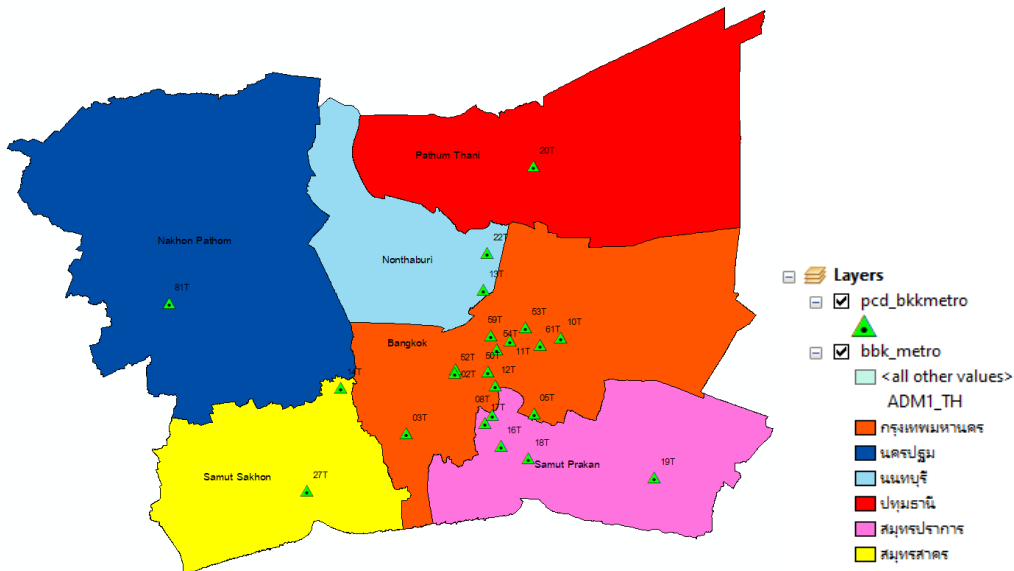 Pathum Thani
20T
Nakhon Pathom
22T
Nonthaburi
13T
81T
53T
59T
10T
54T
61T
Bangkok
11T
52T
50T
02T
12T
14T
08T
17T
05T
03T
16T
18T
Samut Prakan
19T
Samut Sakhon
27T
Layers
pcd_bkkmetro
bbk_metro
<all other values>
ADM1_TH
กรุงเทพมหานคร
นครปฐม
นนทบุรี
ปทุมธานี
สมุทรปราการ
สมุทรสาคร